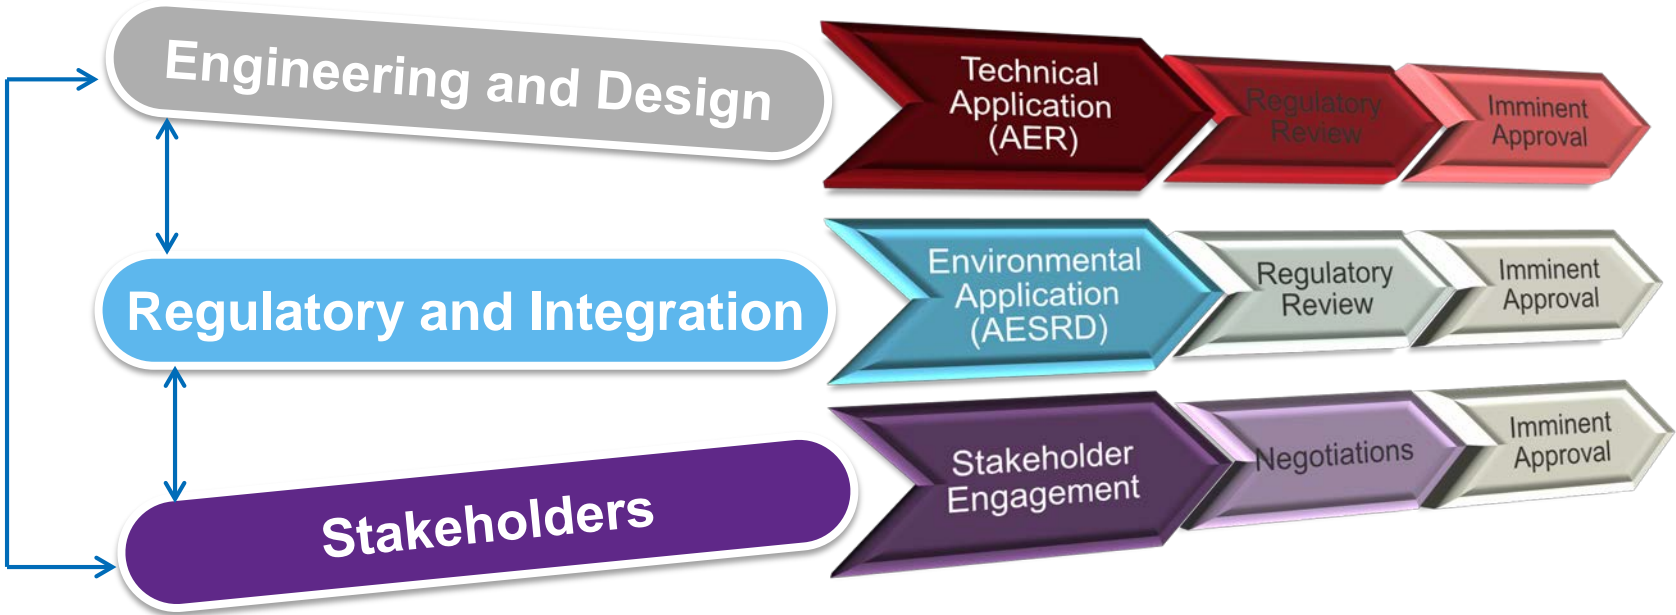 Engineering and Design
Technical
Application
(AER)
Regulatory
Review
Imminent
Approval
Regulatory and Integration
Environmental
Application
(AESRD)
Regulatory
Review
Imminent
Approval
Stakeholders
Stakeholder
Engagement
Negotiations
Imminent
Approval